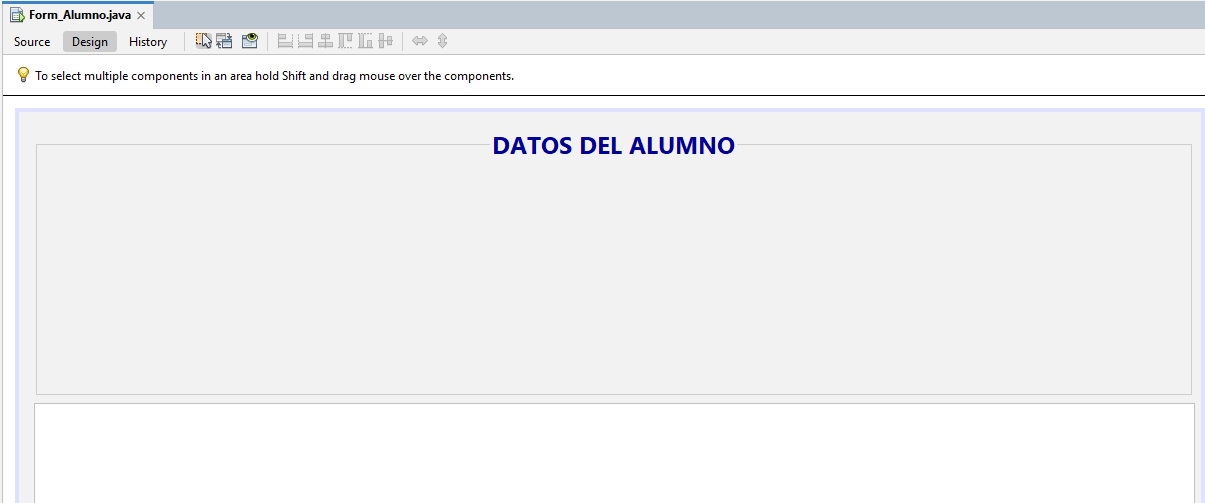 Form_Alumno.java
Source Design History
To select multiple components in an area hold Shift and drag mouse over the components.
DATOS DEL ALUMNO